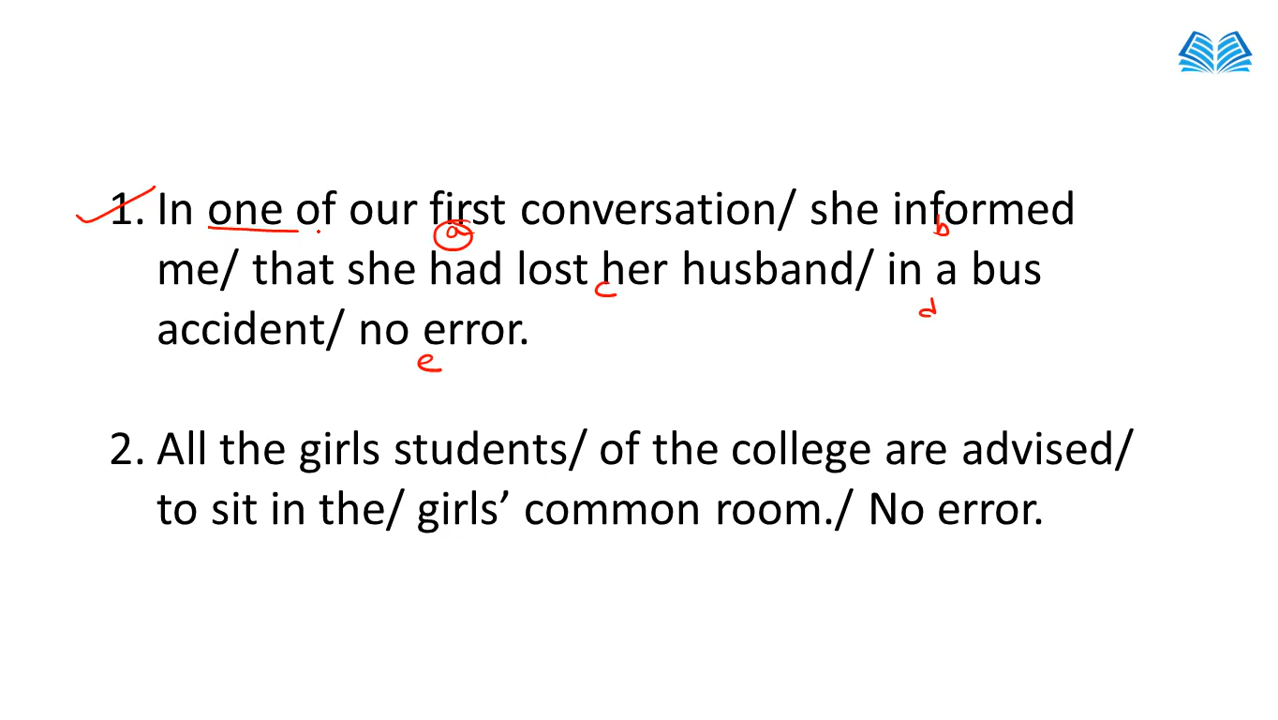 1. In one of our first conversation/ she informed
a b
me/ that she had lost her husband/ in a bus
c d
accident/ no error.
e
2. All the girls students/ of the college are advised/
to sit in the/ girls’ common room./ No error.